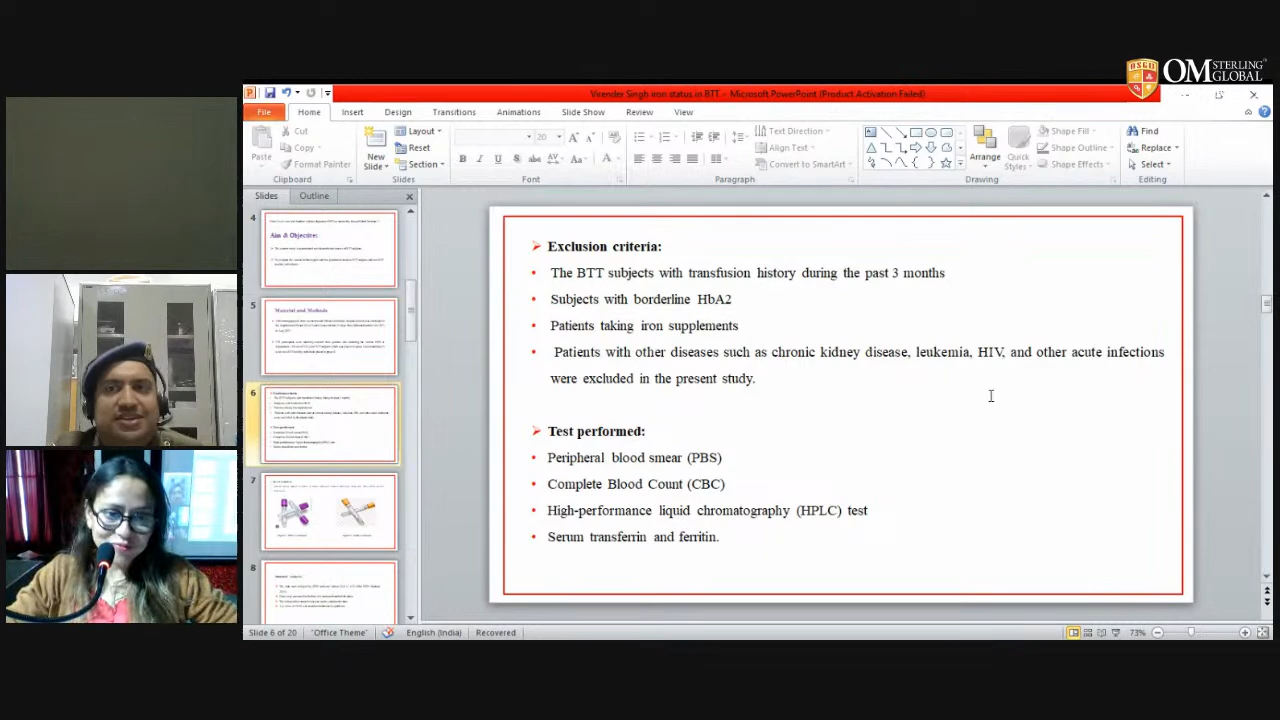 OSGU
OM STERLING GLOBAL
Virender Singh iron status in BTT - Microsoft PowerPoint (Product Activation Failed)
File Home Insert Design Transitions Animations Slide Show Review View
Paste
Cut
Copy
Format Painter
Clipboard
New Slide
Layout
Reset
Section
Slides
20
Font
Text Direction
Align Text
Convert to SmartArt
Paragraph
Arrange
Quick Styles
Shape Fill
Shape Outline
Shape Effects
Drawing
Find
Replace
Select
Editing
Slides Outline
4
Aim & Objectives
5
Material and Methods
6
7
8
Exclusion criteria:
The BTT subjects with transfusion history during the past 3 months
Subjects with borderline HbA2
Patients taking iron supplements
Patients with other diseases such as chronic kidney disease, leukemia, HIV, and other acute infections
were excluded in the present study.
Test performed:
Peripheral blood smear (PBS)
Complete Blood Count (CBC)
High-performance liquid chromatography (HPLC) test
Serum transferrin and ferritin.
Slide 6 of 20 "Office Theme" English (India) Recovered 73%